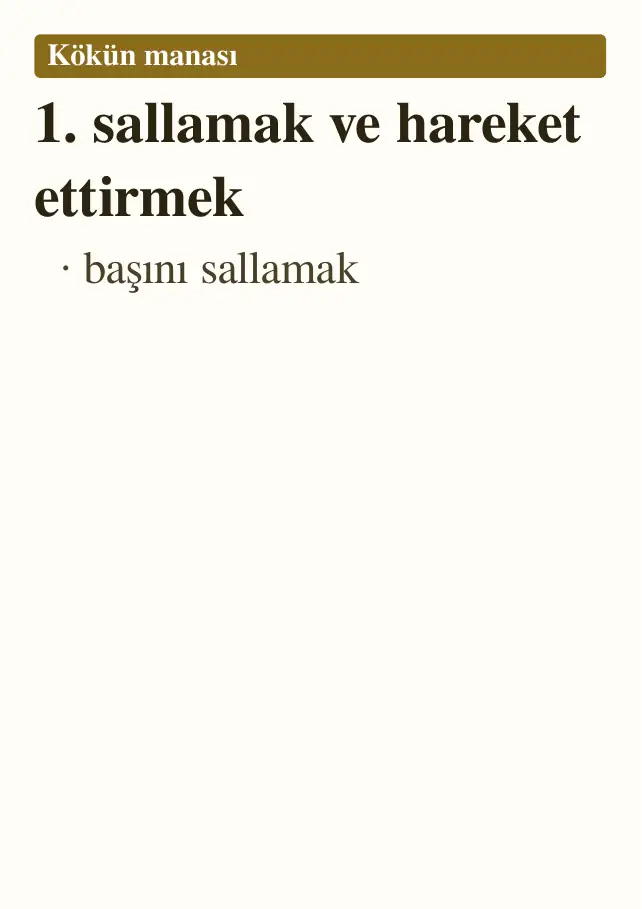 Kökün manası
1. sallamak ve hareket
ettirmek
· başını sallamak